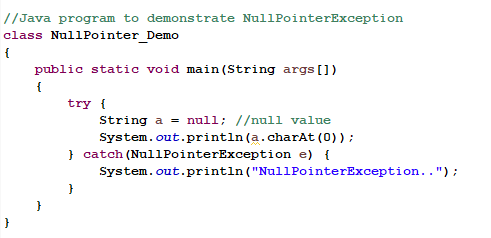 //Java program to demonstrate NullPointerException
class NullPointer_Demo
{
    public static void main(String args[])
    {
        try {
            String a = null; //null value
            System.out.println(a.charAt(0));
        } catch(NullPointerException e) {
            System.out.println("NullPointerException..");
        }
    }
}